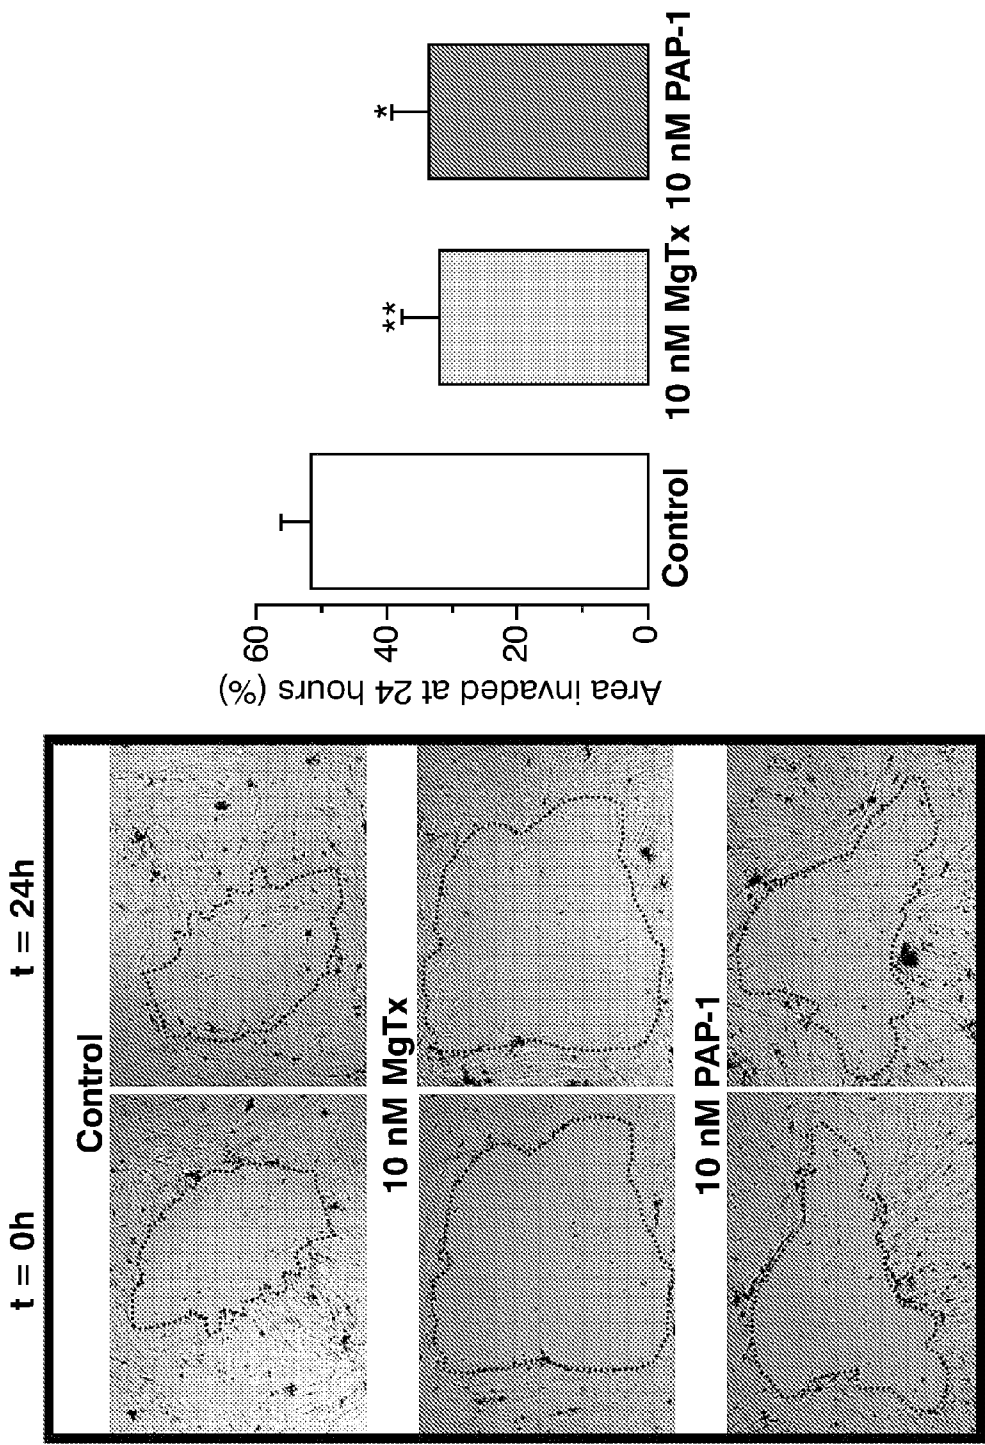 t = 0h
t = 24h
Control
10 nM MgTx
10 nM PAP-1
Area invaded at 24 hours (%)
60
40
20
0
**
*
Control
10 nM MgTx
10 nM PAP-1